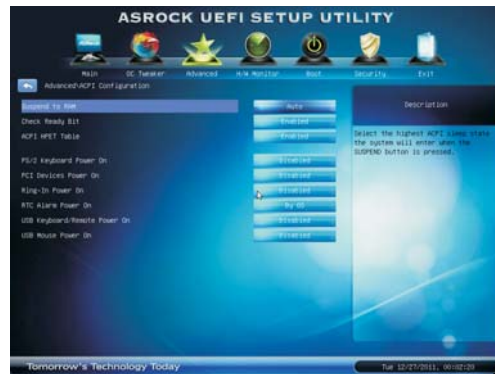 ASROCK UEFI SETUP UTILITY
Main OC Tweaker Advanced H/W Monitor Boot Security Exit
Advanced\ACPI Configuration
Suspend to RAM Auto
Description
Check Ready Bit Enabled
ACPI HPET Table Enabled
Select the highest ACPI sleep state
the system will enter when the
SUSPEND button is pressed.
PS/2 Keyboard Power On Disabled
PCI Devices Power On Disabled
Ring-In Power On Disabled
RTC Alarm Power On By OS
USB Keyboard/Remote Power On Disabled
USB Mouse Power On Disabled
Tomorrow's Technology Today
Tue 12/27/2011, 00:02:20